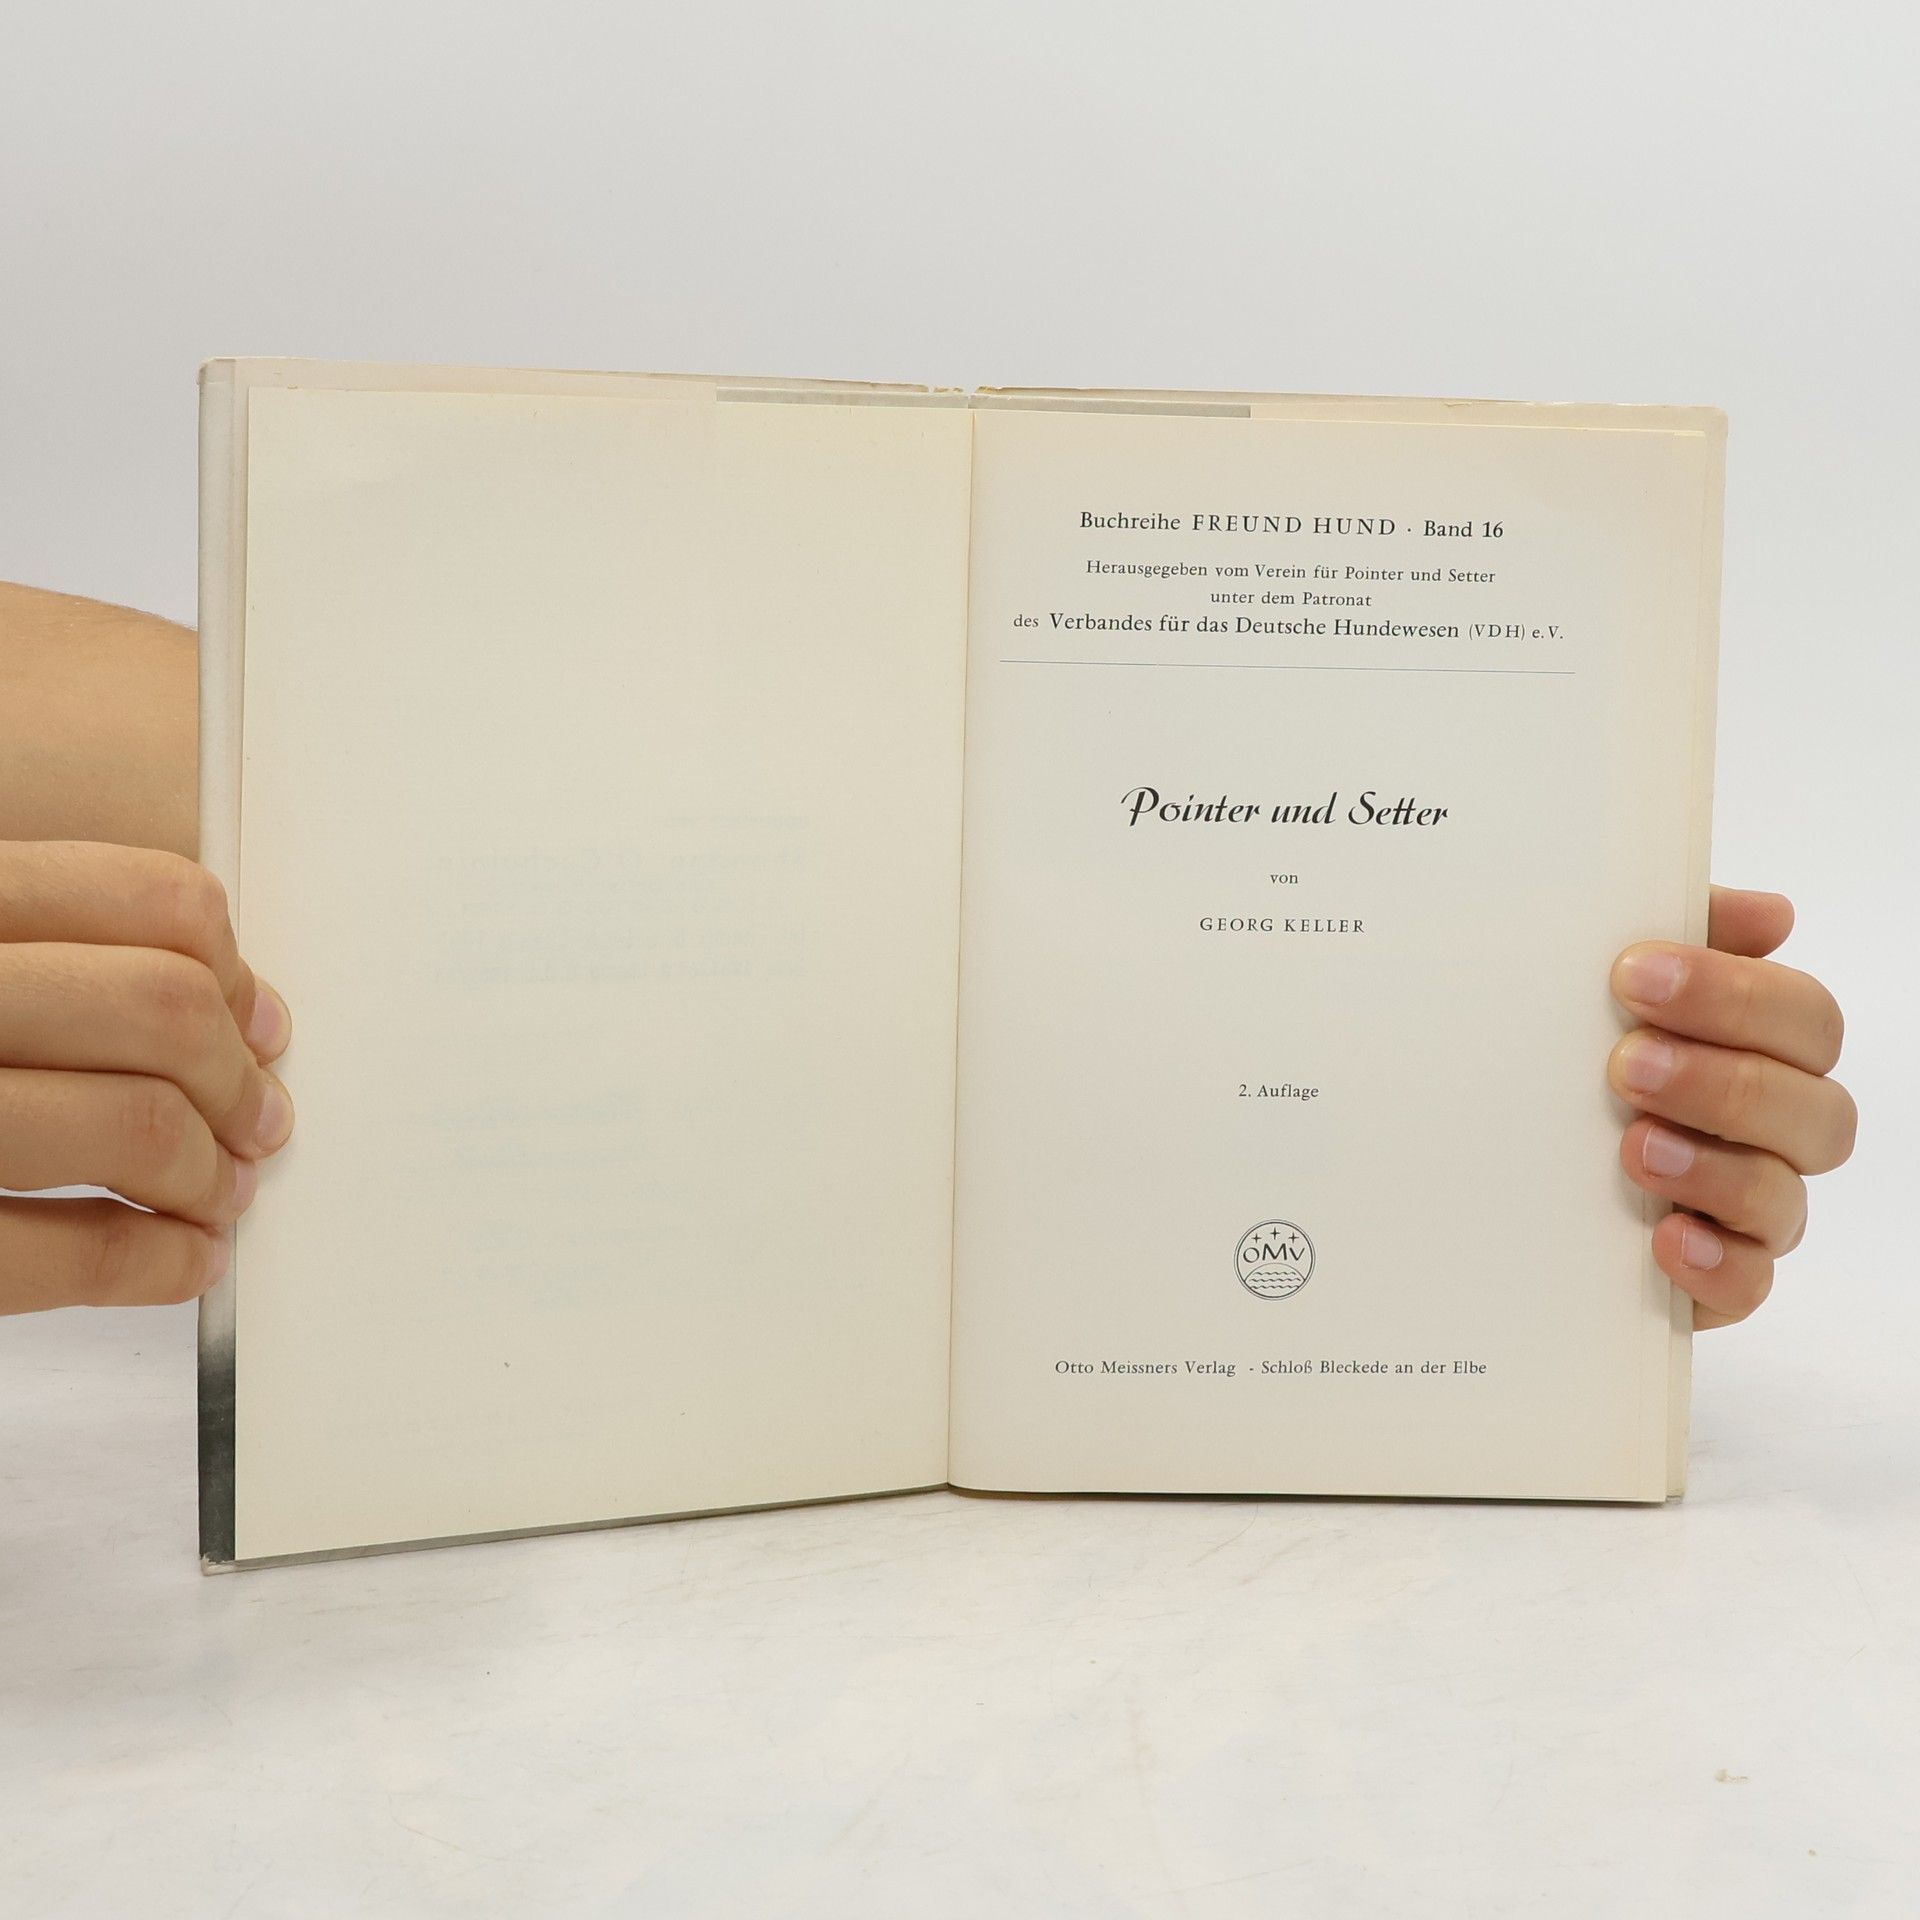 Buchreihe FREUND HUND · Band 16
Herausgegeben vom Verein für Pointer und Setter
unter dem Patronat
des Verbandes für das Deutsche Hundewesen (VDH) e.V.
Pointer und Setter
von
GEORG KELLER
2. Auflage
OMV
Otto Meissners Verlag - Schloß Bleckede an der Elbe